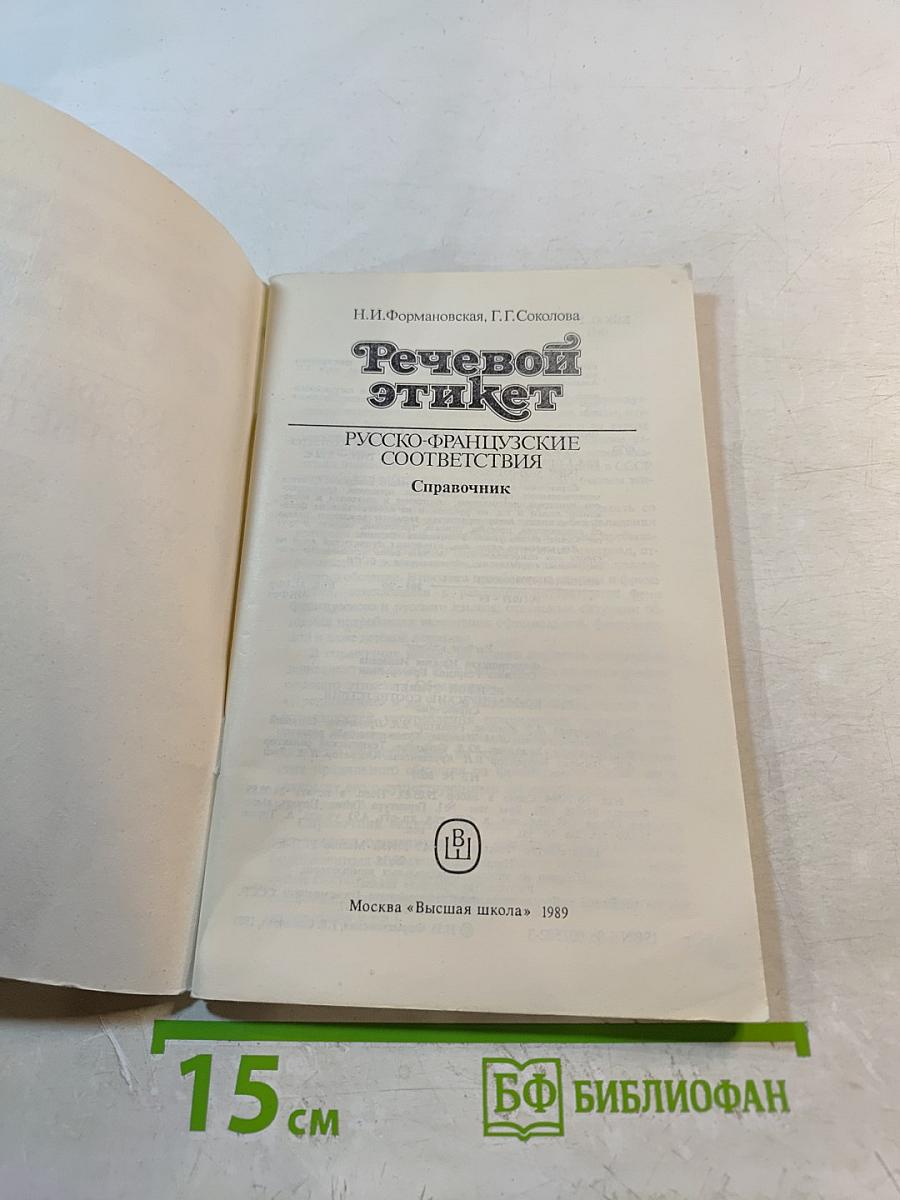 Н.И.Формановская, Г.Г.Соколова
Речевой
этикет
РУССКО-ФРАНЦУЗСКИЕ
СООТВЕТСТВИЯ
Справочник
ВШ
Москва «Высшая школа» 1989
15 см
БФ БИБЛИОФАН